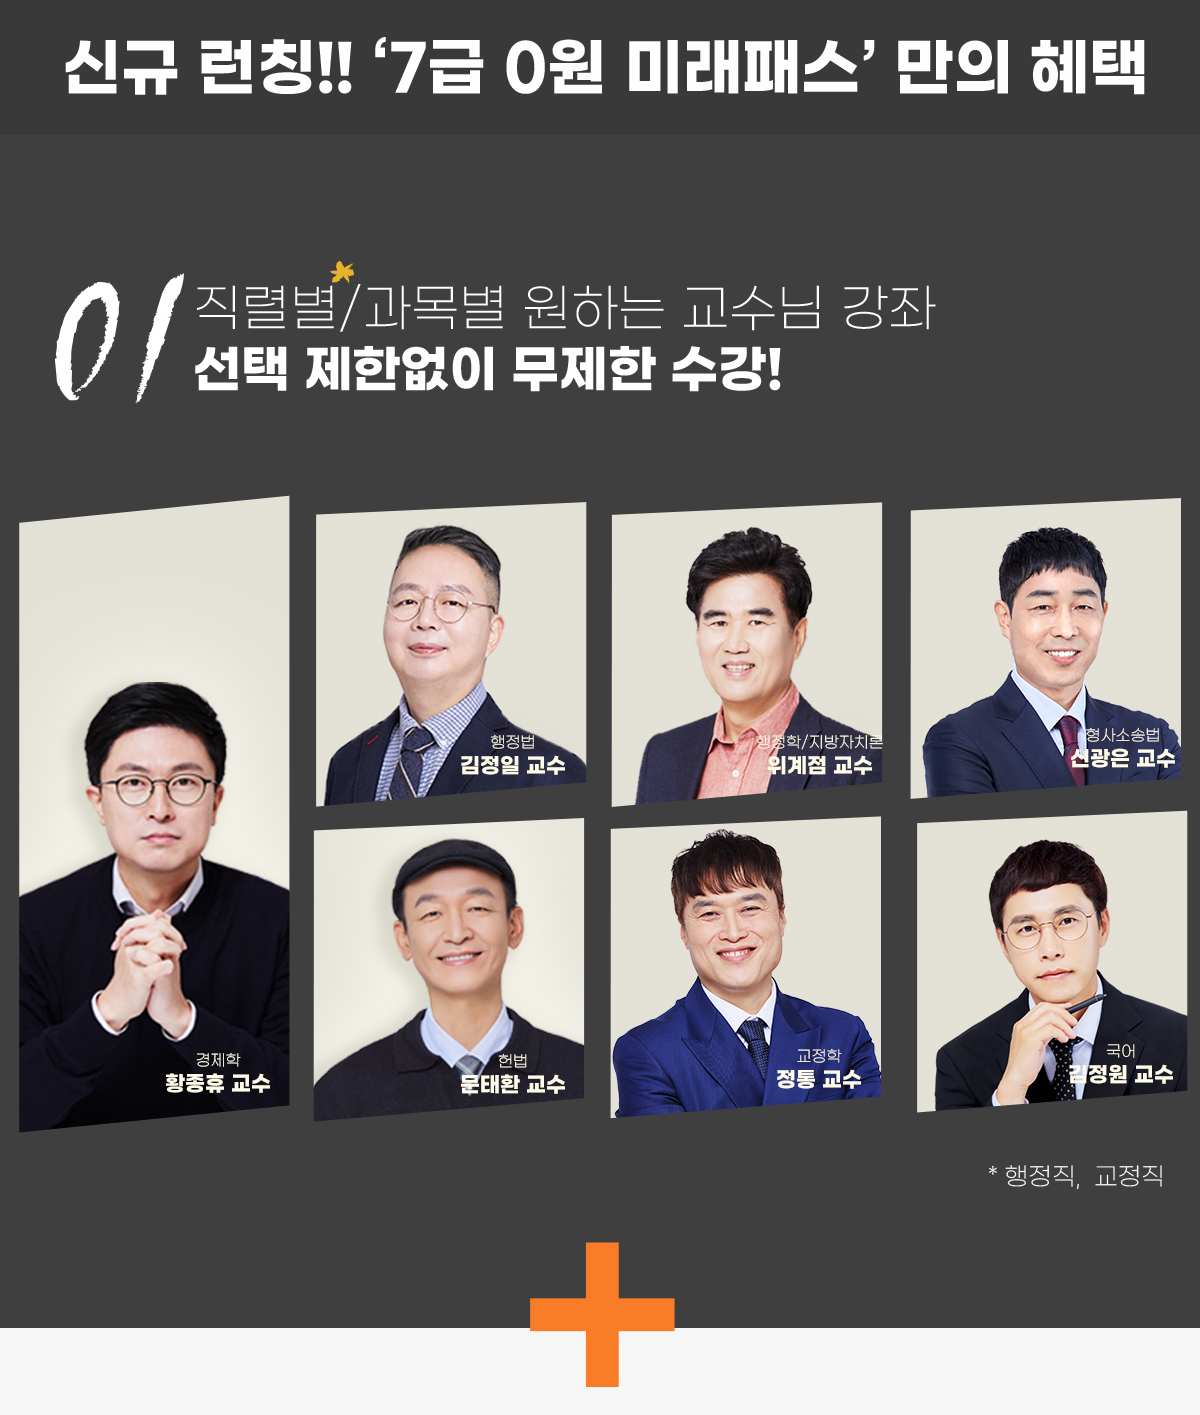 신규 런칭!! ‘7급 0원 미래패스’ 만의 혜택
01
직렬별/과목별 원하는 교수님 강좌
선택 제한없이 무제한 수강!
행정법
김정일 교수
행정학/지방자치론
위계점 교수
형사소송법
신광은 교수
경제학
황종휴 교수
헌법
문태환 교수
교정학
정통 교수
국어
김정원 교수
* 행정직, 교정직